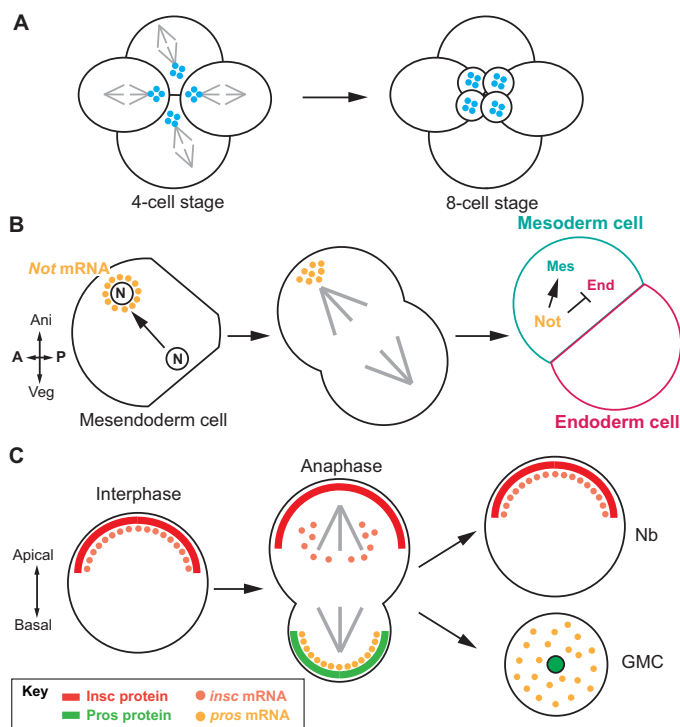 A
4-cell stage
8-cell stage
B
Not mRNA
N
N
Ani
A
P
Veg
Mesendoderm cell
Mesoderm cell
Mes
End
Not
Endoderm cell
C
Interphase
Anaphase
Apical
Basal
Nb
GMC
Key
Insc protein
insc mRNA
Pros protein
pros mRNA